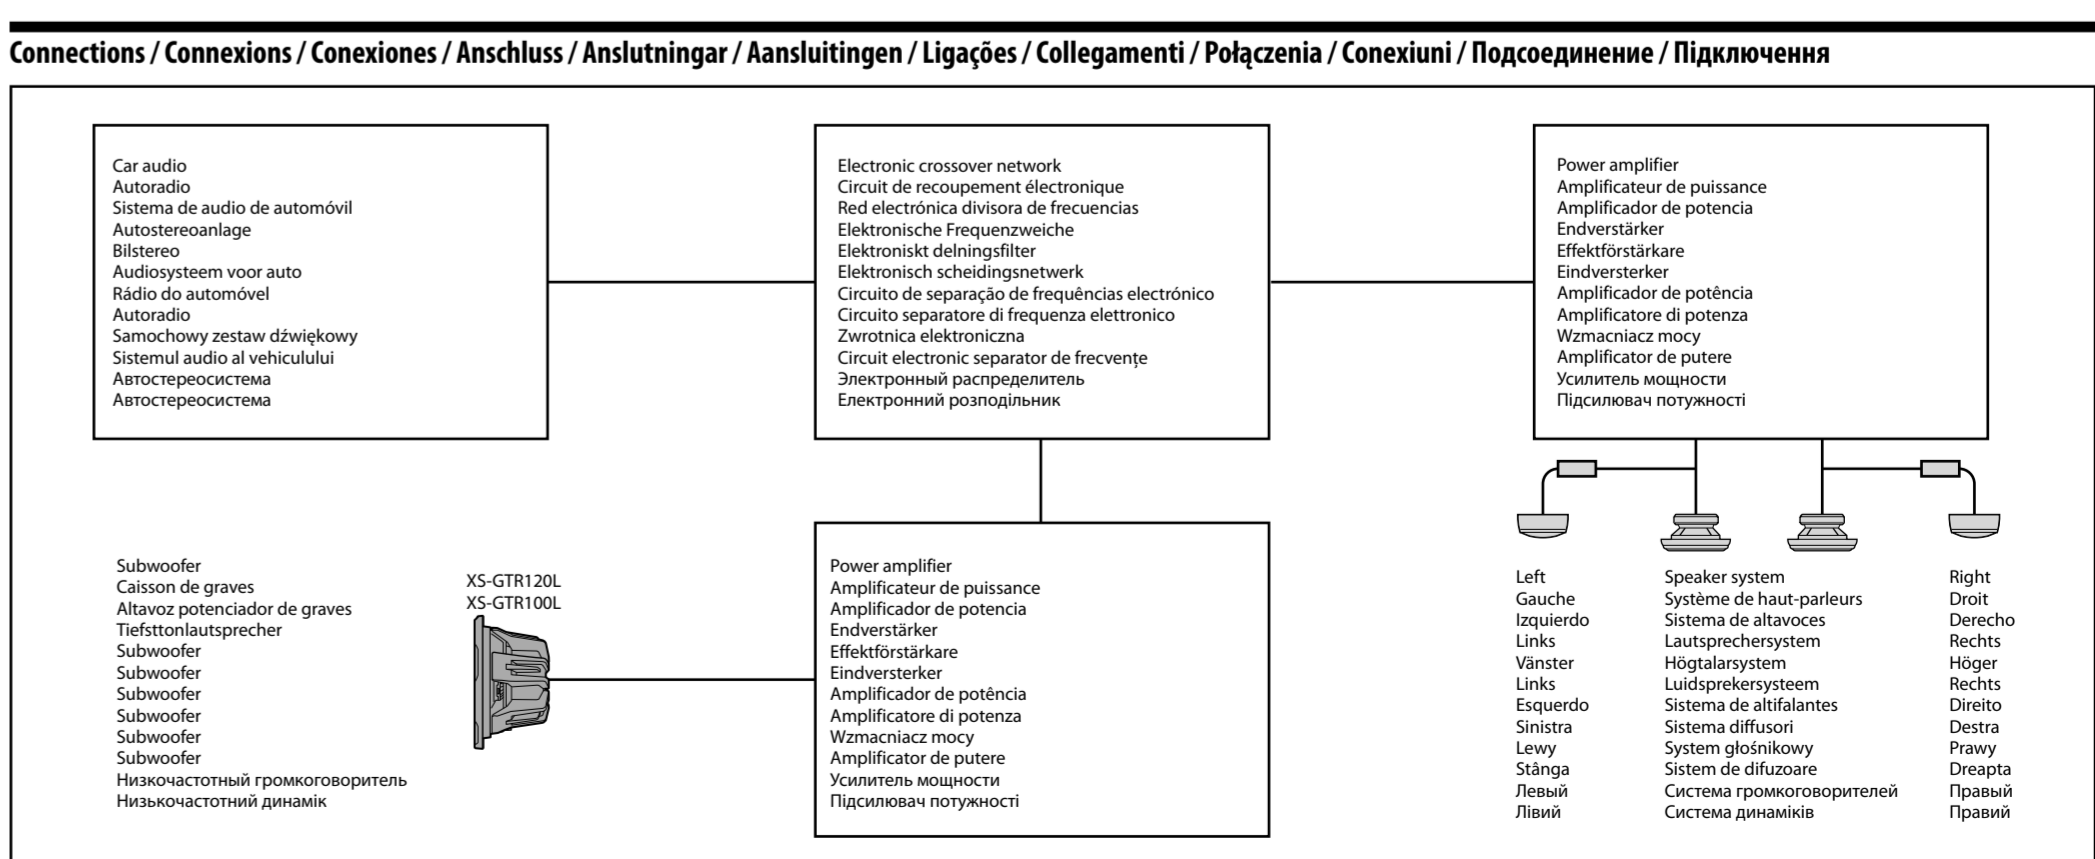 Connections / Connexions / Conexiones / Anschluss / Anslutningar / Aansluitingen / Ligações / Collegamenti / Połączenia / Conexiuni / Подсоединение / Підключення
Car audio
Autoradio
Sistema de audio de automóvil
Autostereoanlage
Bilstereo
Audiosysteem voor auto
Rádio do automóvel
Autoradio
Samochowy zestaw dźwiękowy
Sistemul audio al vehiculului
Автостереосистема
Автостереосистема
Electronic crossover network
Circuit de recoupement électronique
Red electrónica divisora de frecuencias
Elektronische Frequenzweiche
Elektroniskt delningsfilter
Elektronisch scheidingsnetwerk
Circuito de separação de frequências electrónico
Circuito separatore di frequenza elettronico
Zwrotnica elektroniczna
Circuit electronic separator de frecvențe
Электронный распределитель
Електронний розподільник
Power amplifier
Amplificateur de puissance
Amplificador de potencia
Endverstärker
Effektförstärkare
Eindversterker
Amplificador de potência
Amplificatore di potenza
Wzmacniacz mocy
Amplificator de putere
Усилитель мощности
Підсилювач потужності
Subwoofer
Caisson de graves
Altavoz potenciador de graves
Tiefsttonlautsprecher
Subwoofer
Subwoofer
Subwoofer
Subwoofer
Subwoofer
Subwoofer
Низкочастотный громкоговоритель
Низькочастотний динамік
XS-GTR120L
XS-GTR100L
Power amplifier
Amplificateur de puissance
Amplificador de potencia
Endverstärker
Effektförstärkare
Eindversterker
Amplificador de potência
Amplificatore di potenza
Wzmacniacz mocy
Amplificator de putere
Усилитель мощности
Підсилювач потужності
Left
Gauche
Izquierdo
Links
Vänster
Links
Esquerdo
Sinistra
Lewy
Stânga
Левый
Лівий
Speaker system
Système de haut-parleurs
Sistema de altavoces
Lautsprechersystem
Högtalarsystem
Luidsprekersysteem
Sistema de altifalantes
Sistema diffusori
System głośnikowy
Sistem de difuzoare
Система громкоговорителей
Система динаміків
Right
Droit
Derecho
Rechts
Höger
Rechts
Direito
Destra
Prawy
Dreapta
Правый
Правий